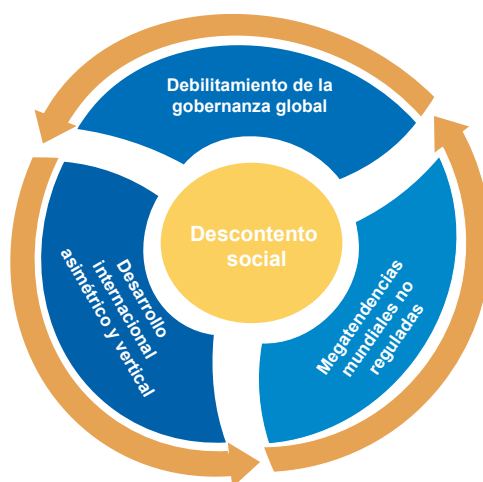 Debilitamiento de la
gobernanza global
Descontento
social
Desarrollo
internacional
asimétrico y vertical
Megatendencias
mundiales no
reguladas